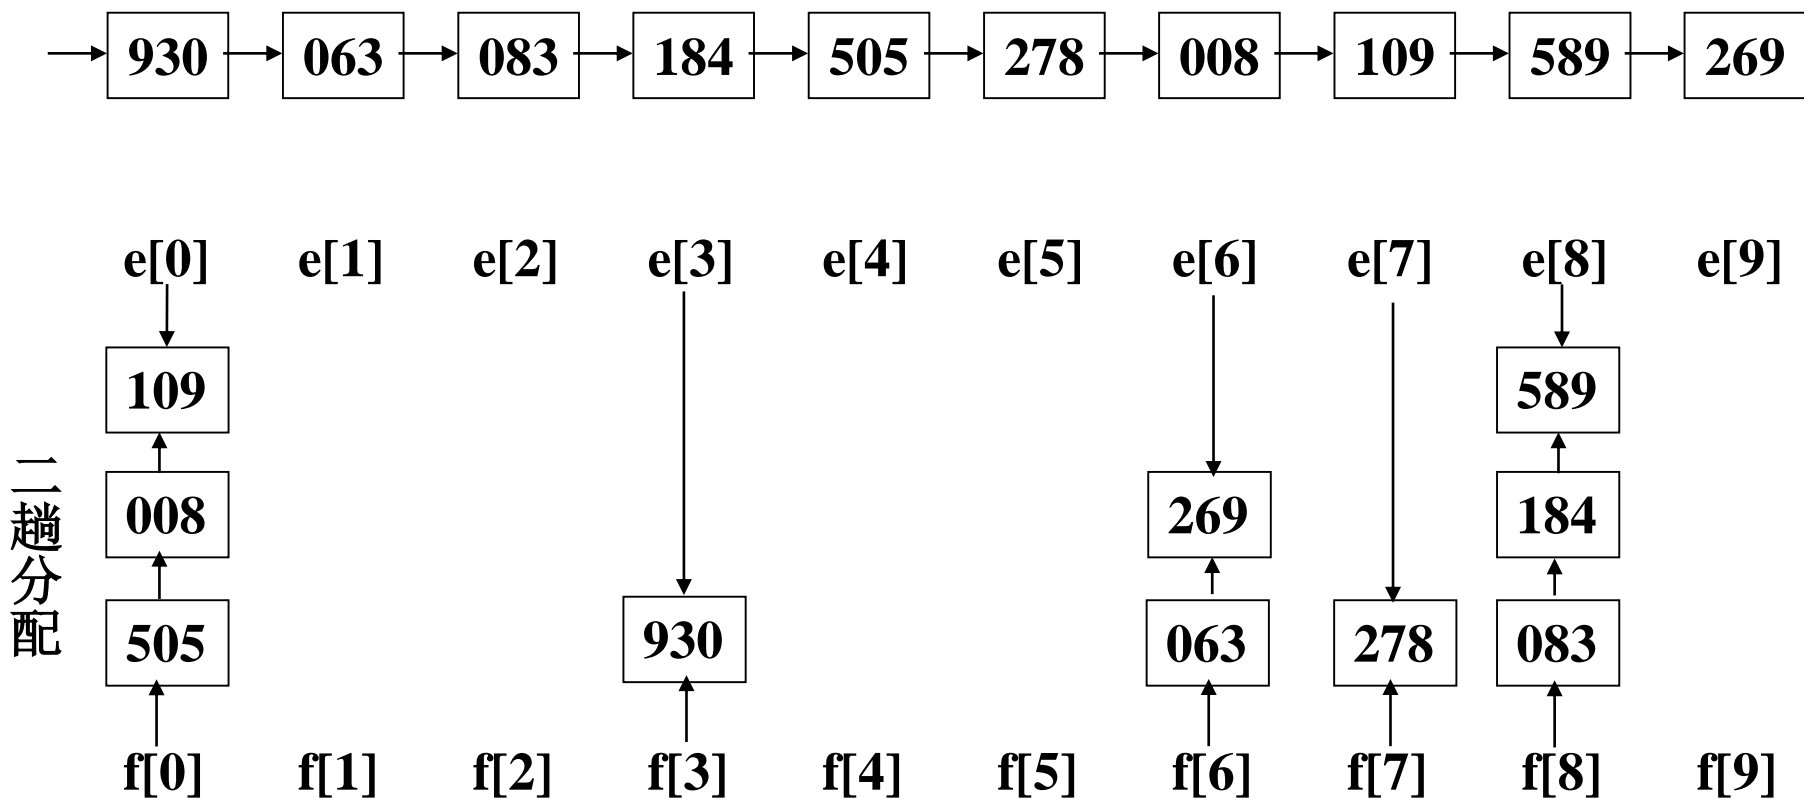 930 063 083 184 505 278 008 109 589 269
e[0] e[1] e[2] e[3] e[4] e[5] e[6] e[7] e[8] e[9]
109 589
008 269 184
505 930 063 278 083
f[0] f[1] f[2] f[3] f[4] f[5] f[6] f[7] f[8] f[9]
二趟分配